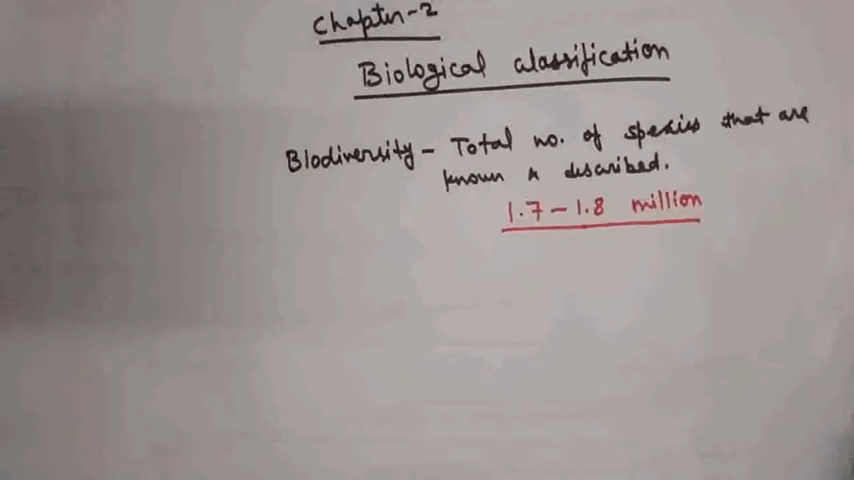 Chapter-2
Biological classification
Biodiversity - Total no. of species that are
known & described.
1.7 - 1.8 million